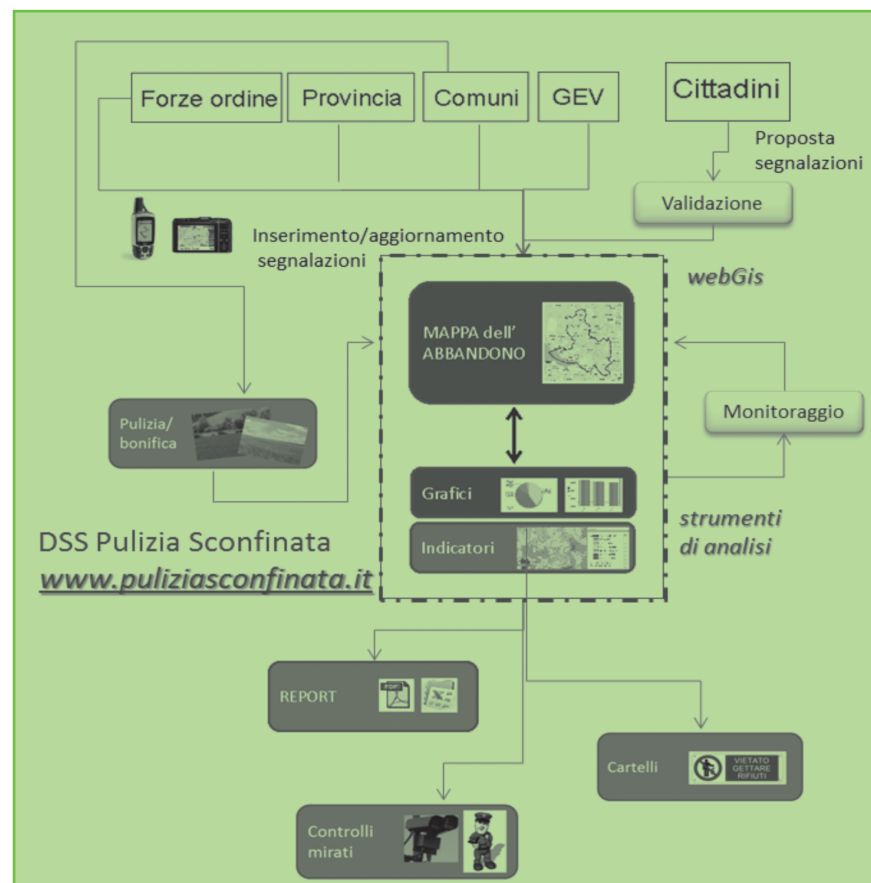 Forze ordine
Provincia
Comuni
GEV
Cittadini
Proposta
segnalazioni
Validazione
Inserimento/aggiornamento
segnalazioni
webGis
MAPPA dell'
ABBANDONO
Pulizia/
bonifica
Monitoraggio
Grafici
Indicatori
strumenti
di analisi
DSS Pulizia Sconfinata
www.puliziasconfinata.it
REPORT
PDF
Cartelli
VIETATO
GETTARE
RIFIUTI
Controlli
mirati